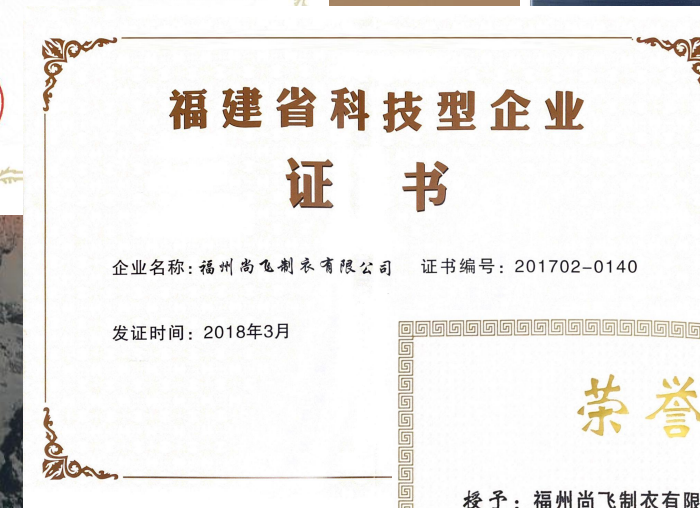 福建省科技型企业
证书
企业名称：福州尚飞制衣有限公司 证书编号：201702-0140
发证时间：2018年3月
荣誉
授予：福州尚飞制衣有限